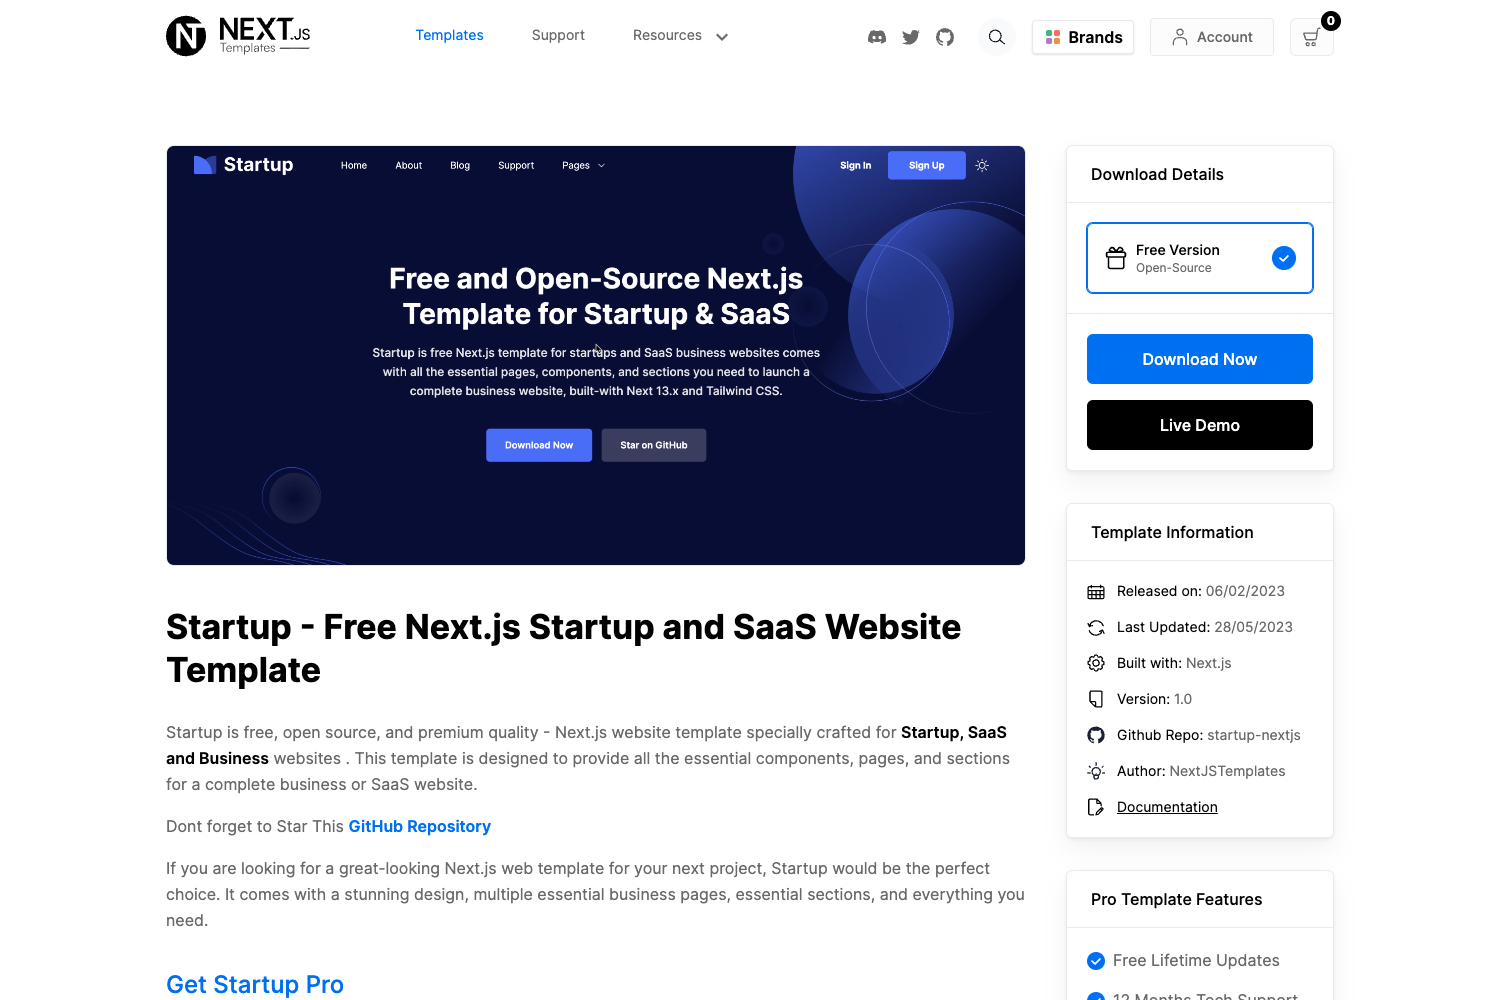 NEXT.JS
Templates
Templates
Support
Resources
Brands
Account
0
Startup
Home
About
Blog
Support
Pages
Sign In
Sign Up
Free and Open-Source Next.js
Template for Startup & SaaS
Startup is free Next.js template for startups and SaaS business websites comes
with all the essential pages, components, and sections you need to launch a
complete business website, built-with Next 13.x and Tailwind CSS.
Download Now
Star on GitHub
Startup - Free Next.js Startup and SaaS Website
Template
Startup is free, open source, and premium quality - Next.js website template specially crafted for Startup, SaaS
and Business websites . This template is designed to provide all the essential components, pages, and sections
for a complete business or SaaS website.
Dont forget to Star This GitHub Repository
If you are looking for a great-looking Next.js web template for your next project, Startup would be the perfect
choice. It comes with a stunning design, multiple essential business pages, essential sections, and everything you
need.
Get Startup Pro
Download Details
Free Version
Open-Source
Download Now
Live Demo
Template Information
Released on: 06/02/2023
Last Updated: 28/05/2023
Built with: Next.js
Version: 1.0
Github Repo: startup-nextjs
Author: NextJSTemplates
Documentation
Pro Template Features
Free Lifetime Updates
12 Months Tech Support